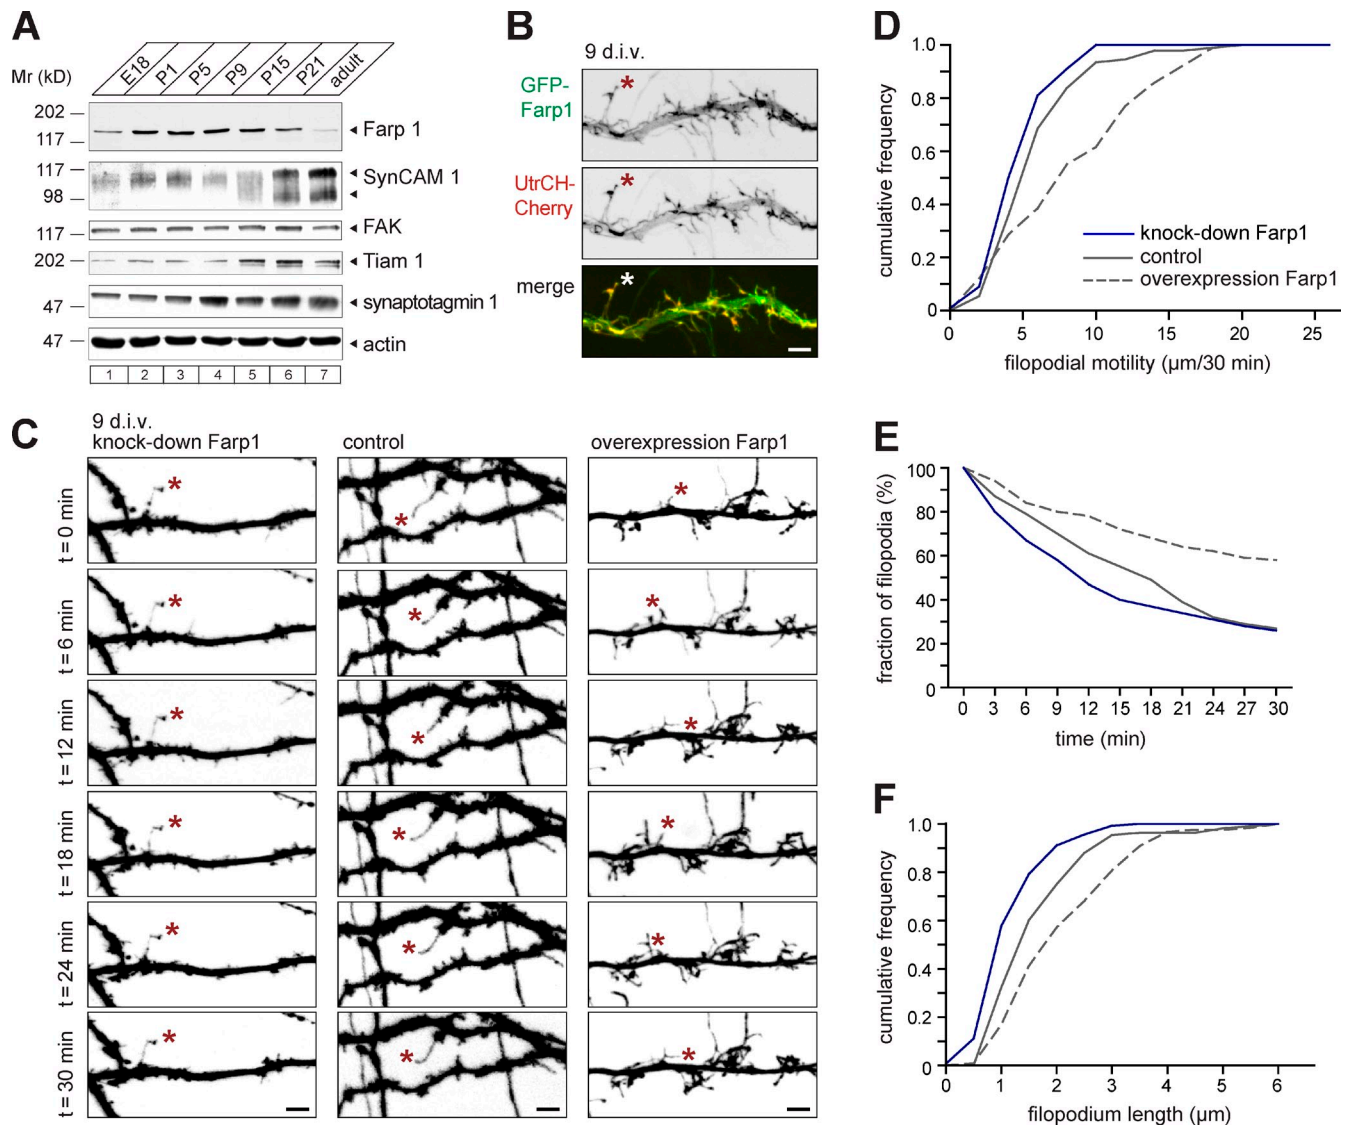 A
Mr (kD)
E18
P1
P5
P9
P15
P21
adult
202
117
Farp 1
117
98
SynCAM 1
117
FAK
202
Tiam 1
47
synaptotagmin 1
47
actin
1 2 3 4 5 6 7
B
9 d.i.v.
GFP-
Farp1
*
UtrCH-
Cherry
*
merge
*
C
9 d.i.v.
knock-down Farp1
control
overexpression Farp1
t = 0 min
* * *
t = 6 min
* * *
t = 12 min
* * *
t = 18 min
* * *
t = 24 min
* * *
t = 30 min
* * *
D
cumulative frequency
1.0
0.8
0.6
0.4
0.2
0
knock-down Farp1
control
overexpression Farp1
0 5 10 15 20 25
filopodial motility (µm/30 min)
E
fraction of filopodia (%)
100
80
60
40
20
0
0 3 6 9 12 15 18 21 24 27 30
time (min)
F
cumulative frequency
1.0
0.8
0.6
0.4
0.2
0
0 1 2 3 4 5 6
filopodium length (µm)